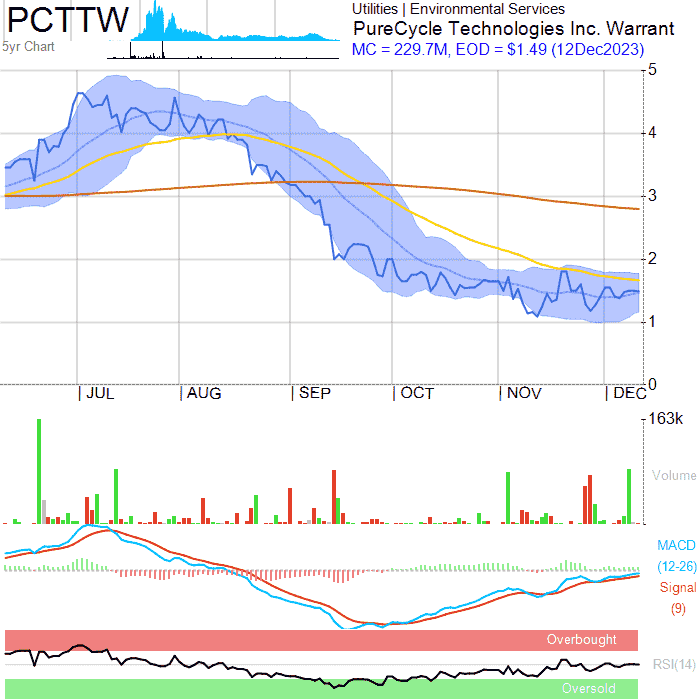 PCTTW
5yr Chart
Utilities | Environmental Services
PureCycle Technologies Inc. Warrant
MC = 229.7M, EOD = $1.49 (12Dec2023)
5
4
3
2
1
0
JUL AUG SEP OCT NOV DEC
163k
Volume
MACD
(12-26)
Signal
(9)
Overbought
RSI(14)
Oversold